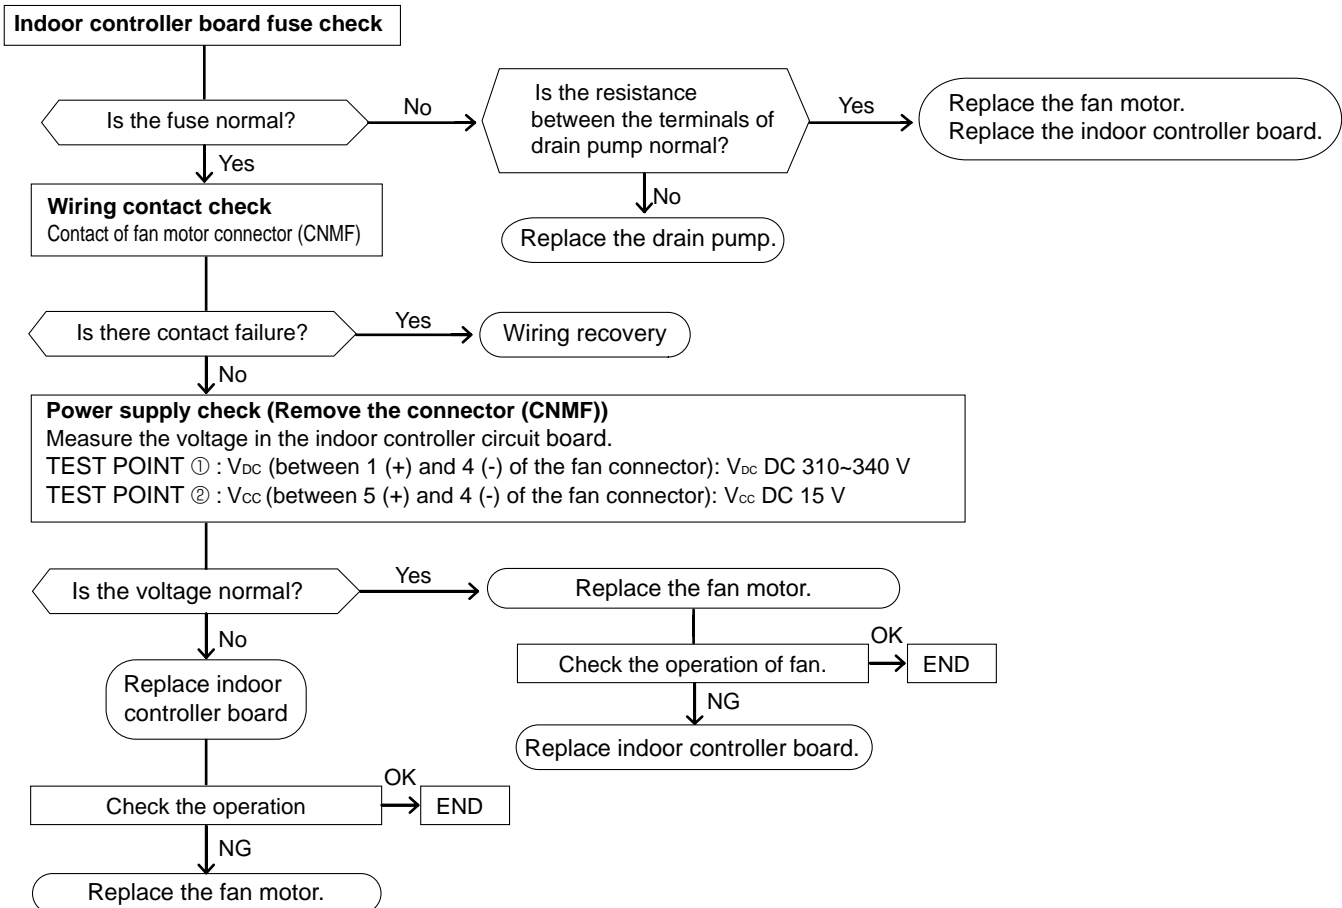 Indoor controller board fuse check
Is the fuse normal?
No
Is the resistance
between the terminals of
drain pump normal?
Yes
Replace the fan motor.
Replace the indoor controller board.
Yes
No
Wiring contact check
Contact of fan motor connector (CNMF)
Replace the drain pump.
Is there contact failure?
Yes
Wiring recovery
No
Power supply check (Remove the connector (CNMF))
Measure the voltage in the indoor controller circuit board.
TEST POINT ① : VDC (between 1 (+) and 4 (-) of the fan connector): VDC DC 310~340 V
TEST POINT ② : VCC (between 5 (+) and 4 (-) of the fan connector): VCC DC 15 V
Is the voltage normal?
Yes
Replace the fan motor.
No
Check the operation of fan.
OK
END
NG
Replace indoor controller board.
Replace indoor
controller board
Check the operation
OK
END
NG
Replace the fan motor.